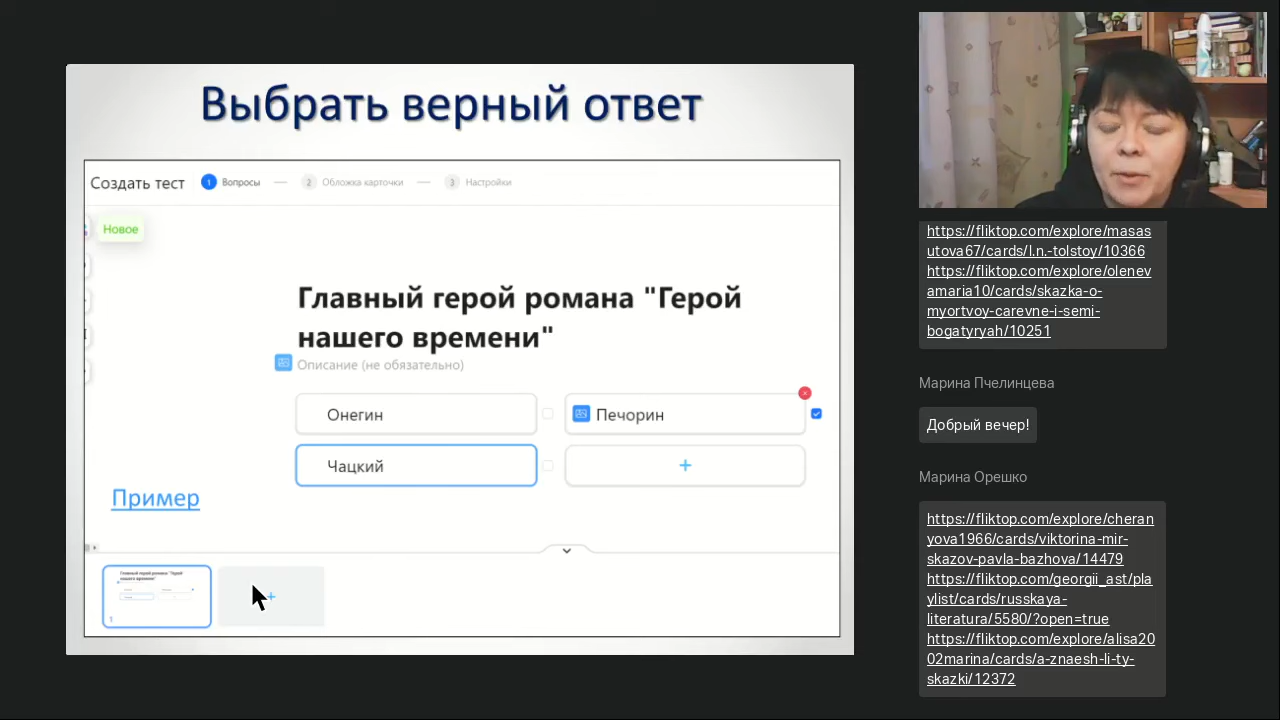 Выбрать верный ответ
Создать тест
1 Вопросы
2 Обложка карточки
3 Настройки
Новое
Главный герой романа "Герой
нашего времени"
Описание (не обязательно)
Онегин
Печорин
Чацкий
+
Пример
Главный герой романа "Герой
нашего времени"
1
+
https://fliktop.com/explore/masas
utova67/cards/l.n.-tolstoy/10366
https://fliktop.com/explore/olenev
amaria10/cards/skazka-o-
myortvoy-carevne-i-semi-
bogatyryah/10251
Марина Пчелинцева
Добрый вечер!
Марина Орешко
https://fliktop.com/explore/cheran
yova1966/cards/viktorina-mir-
skazov-pavla-bazhova/14479
https://fliktop.com/georgii_ast/pla
ylist/cards/russkaya-
literatura/5580/?open=true
https://fliktop.com/explore/alisa20
02marina/cards/a-znaesh-li-ty-
skazki/12372